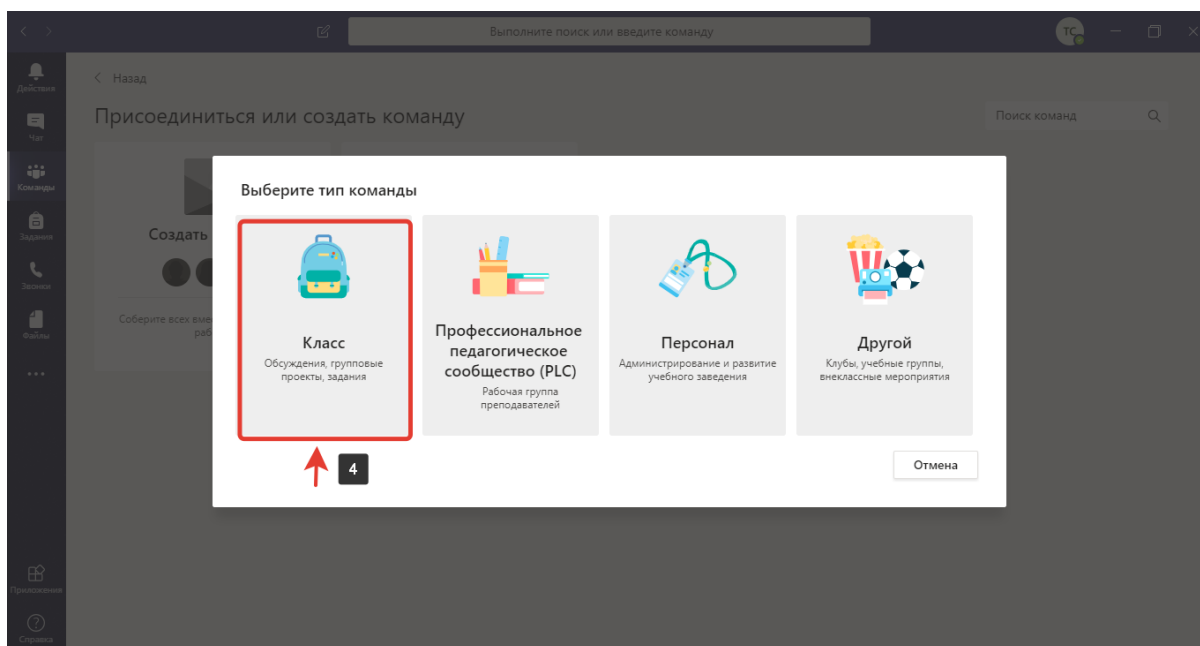 Выполните поиск или введите команду
TC
Действия
Чат
Команды
Задания
Звонки
Файлы
Приложения
Справка
Назад
Присоединиться или создать команду
Поиск команд
Создать
Соберите всех вме
раб
Выберите тип команды
Класс
Обсуждения, групповые
проекты, задания
Профессиональное
педагогическое
сообщество (PLC)
Рабочая группа
преподавателей
Персонал
Администрирование и развитие
учебного заведения
Другой
Клубы, учебные группы,
внеклассные мероприятия
4
Отмена